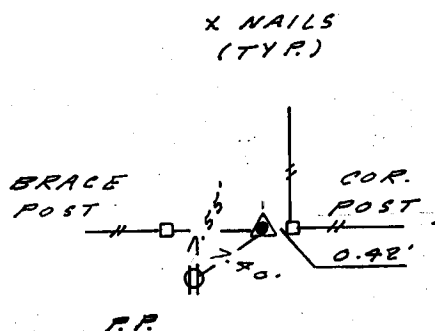 X NAILS
(TYP.)
BRACE
POST
COR.
POST
0.42'
P.P.